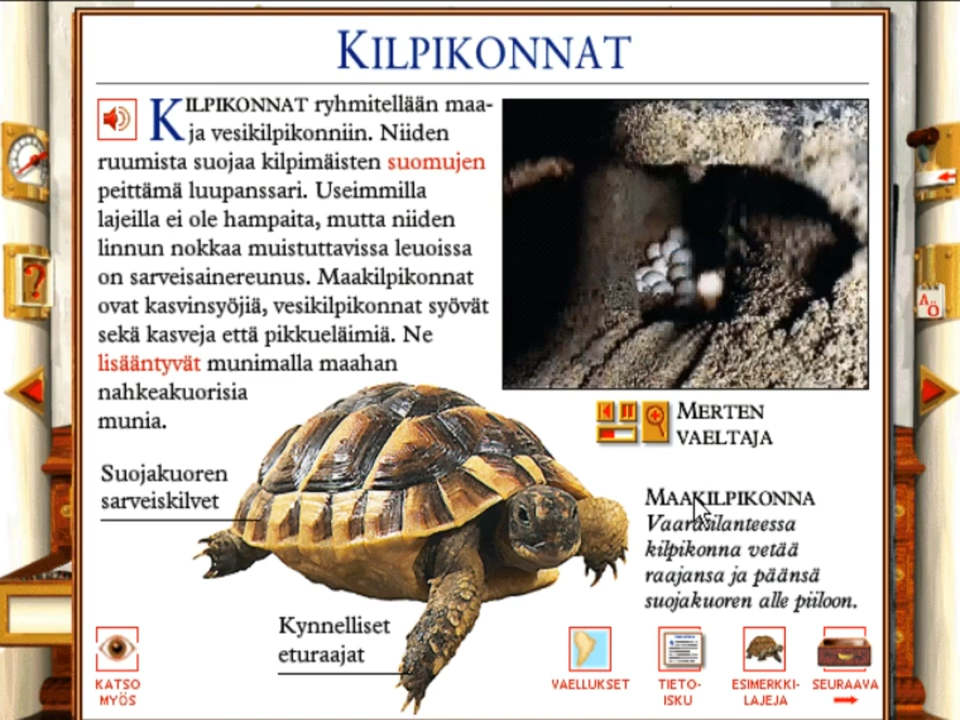 KILPIKONNAT
KILPIKONNAT ryhmitellään maa-
ja vesikilpikonniin. Niiden
ruumista suojaa kilpimäisten suomujen
peittämä luupanssari. Useimmilla
lajeilla ei ole hampaita, mutta niiden
linnun nokkaa muistuttavissa leuoissa
on sarveisainereunus. Maakilpikonnat
ovat kasvinsyöjiä, vesikilpikonnat syövät
sekä kasveja että pikkueläimiä. Ne
lisääntyvät munimalla maahan
nahkeakuorisia
munia.
MERTEN
VAELTAJA
Suojakuoren
sarveiskilvet
MAAKILPIKONNA
Vaaratilanteessa
kilpikonna vetää
raajansa ja päänsä
suojakuoren alle piiloon.
Kynnelliset
eturaajat
KATSO
MYÖS
VAELLUKSET
TIETO-
ISKU
ESIMERKKI-
LAJEJA
SEURAAVA
?
A
Ö